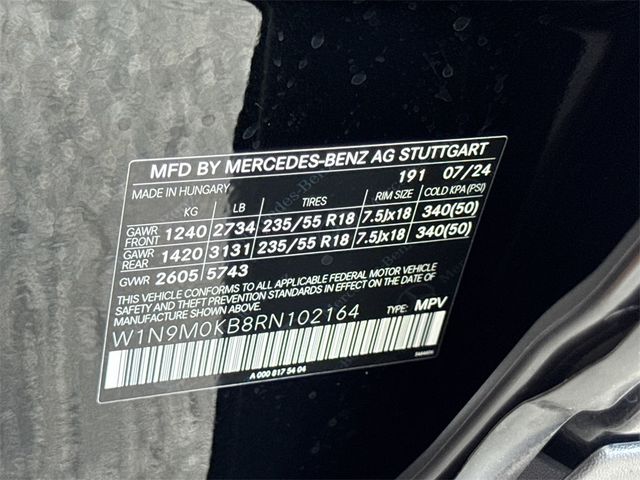 MFD BY MERCEDES-BENZ AG STUTTGART
191 07/24
MADE IN HUNGARY
KG LB TIRES RIM SIZE COLD KPA (PSI)
GAWR FRONT 1240 2734 235/55 R18 7.5Jx18 340(50)
GAWR REAR 1420 3131 235/55 R18 7.5Jx18 340(50)
GVWR 2605 5743
THIS VEHICLE CONFORMS TO ALL APPLICABLE FEDERAL MOTOR VEHICLE
SAFETY AND THEFT PREVENTION STANDARDS IN EFFECT ON THE DATE OF
MANUFACTURE SHOWN ABOVE.
W1N9M0KB8RN102164 TYPE: MPV
A 000 817 54 04